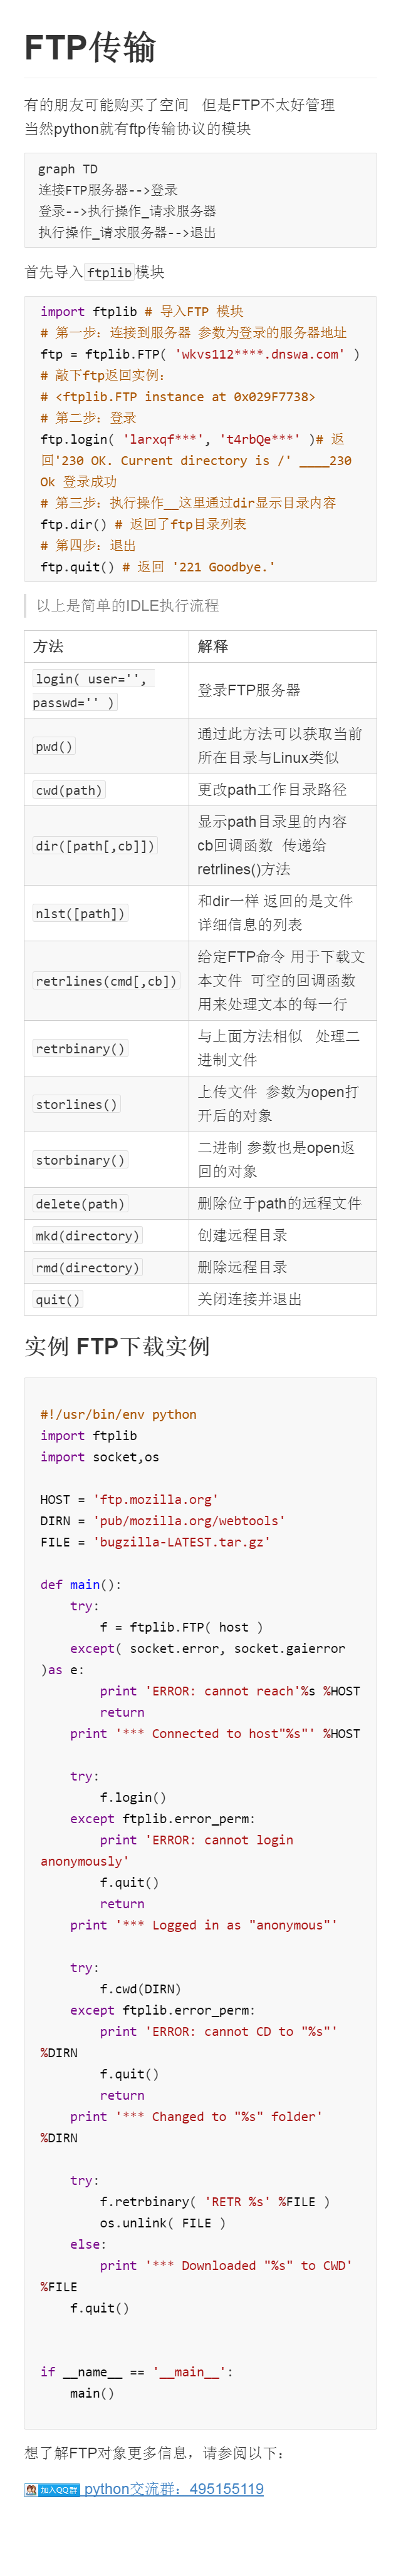 FTP传输
有的朋友可能购买了空间   但是FTP不太好管理
当然python就有ftp传输协议的模块
graph TD
连接FTP服务器-->登录
登录-->执行操作_请求服务器
执行操作_请求服务器-->退出
首先导入ftplib模块
import ftplib # 导入FTP 模块
# 第一步：连接到服务器 参数为登录的服务器地址
ftp = ftplib.FTP( 'wkvs112****.dnswa.com' )
# 敲下ftp返回实例：
# <ftplib.FTP instance at 0x029F7738>
# 第二步：登录
ftp.login( 'larxqf***', 't4rbQe***' )# 返
回'230 OK. Current directory is /' ____230
Ok 登录成功
# 第三步：执行操作__这里通过dir显示目录内容
ftp.dir() # 返回了ftp目录列表
# 第四步：退出
ftp.quit() # 返回 '221 Goodbye.'
以上是简单的IDLE执行流程
方法 解释
login( user='', 
passwd='' ) 登录FTP服务器
pwd() 通过此方法可以获取当前
所在目录与Linux类似
cwd(path) 更改path工作目录路径
dir([path[,cb]]) 显示path目录里的内容
cb回调函数  传递给
retrlines()方法
nlst([path]) 和dir一样 返回的是文件
详细信息的列表
retrlines(cmd[,cb]) 给定FTP命令 用于下载文
本文件  可空的回调函数
用来处理文本的每一行
retrbinary() 与上面方法相似   处理二
进制文件
storlines() 上传文件  参数为open打
开后的对象
storbinary() 二进制 参数也是open返
回的对象
delete(path) 删除位于path的远程文件
mkd(directory) 创建远程目录
rmd(directory) 删除远程目录
quit() 关闭连接并退出
实例 FTP下载实例
#!/usr/bin/env python
import ftplib
import socket,os
HOST = 'ftp.mozilla.org'
DIRN = 'pub/mozilla.org/webtools'
FILE = 'bugzilla-LATEST.tar.gz'
def main():
    try:
        f = ftplib.FTP( host )
    except( socket.error, socket.gaierror
)as e:
        print 'ERROR: cannot reach'%s %HOST
        return
    print '*** Connected to host"%s"' %HOST
    try:
        f.login()
    except ftplib.error_perm:
        print 'ERROR: cannot login
anonymously'
        f.quit()
        return
    print '*** Logged in as "anonymous"'
    try:
        f.cwd(DIRN)
    except ftplib.error_perm:
        print 'ERROR: cannot CD to "%s"'
%DIRN
        f.quit()
        return
    print '*** Changed to "%s" folder'
%DIRN
    try:
        f.retrbinary( 'RETR %s' %FILE )
        os.unlink( FILE )
    else:
        print '*** Downloaded "%s" to CWD'
%FILE
    f.quit()
if __name__ == '__main__':
    main()
想了解FTP对象更多信息，请参阅以下：
加入QQ群 python交流群：495155119